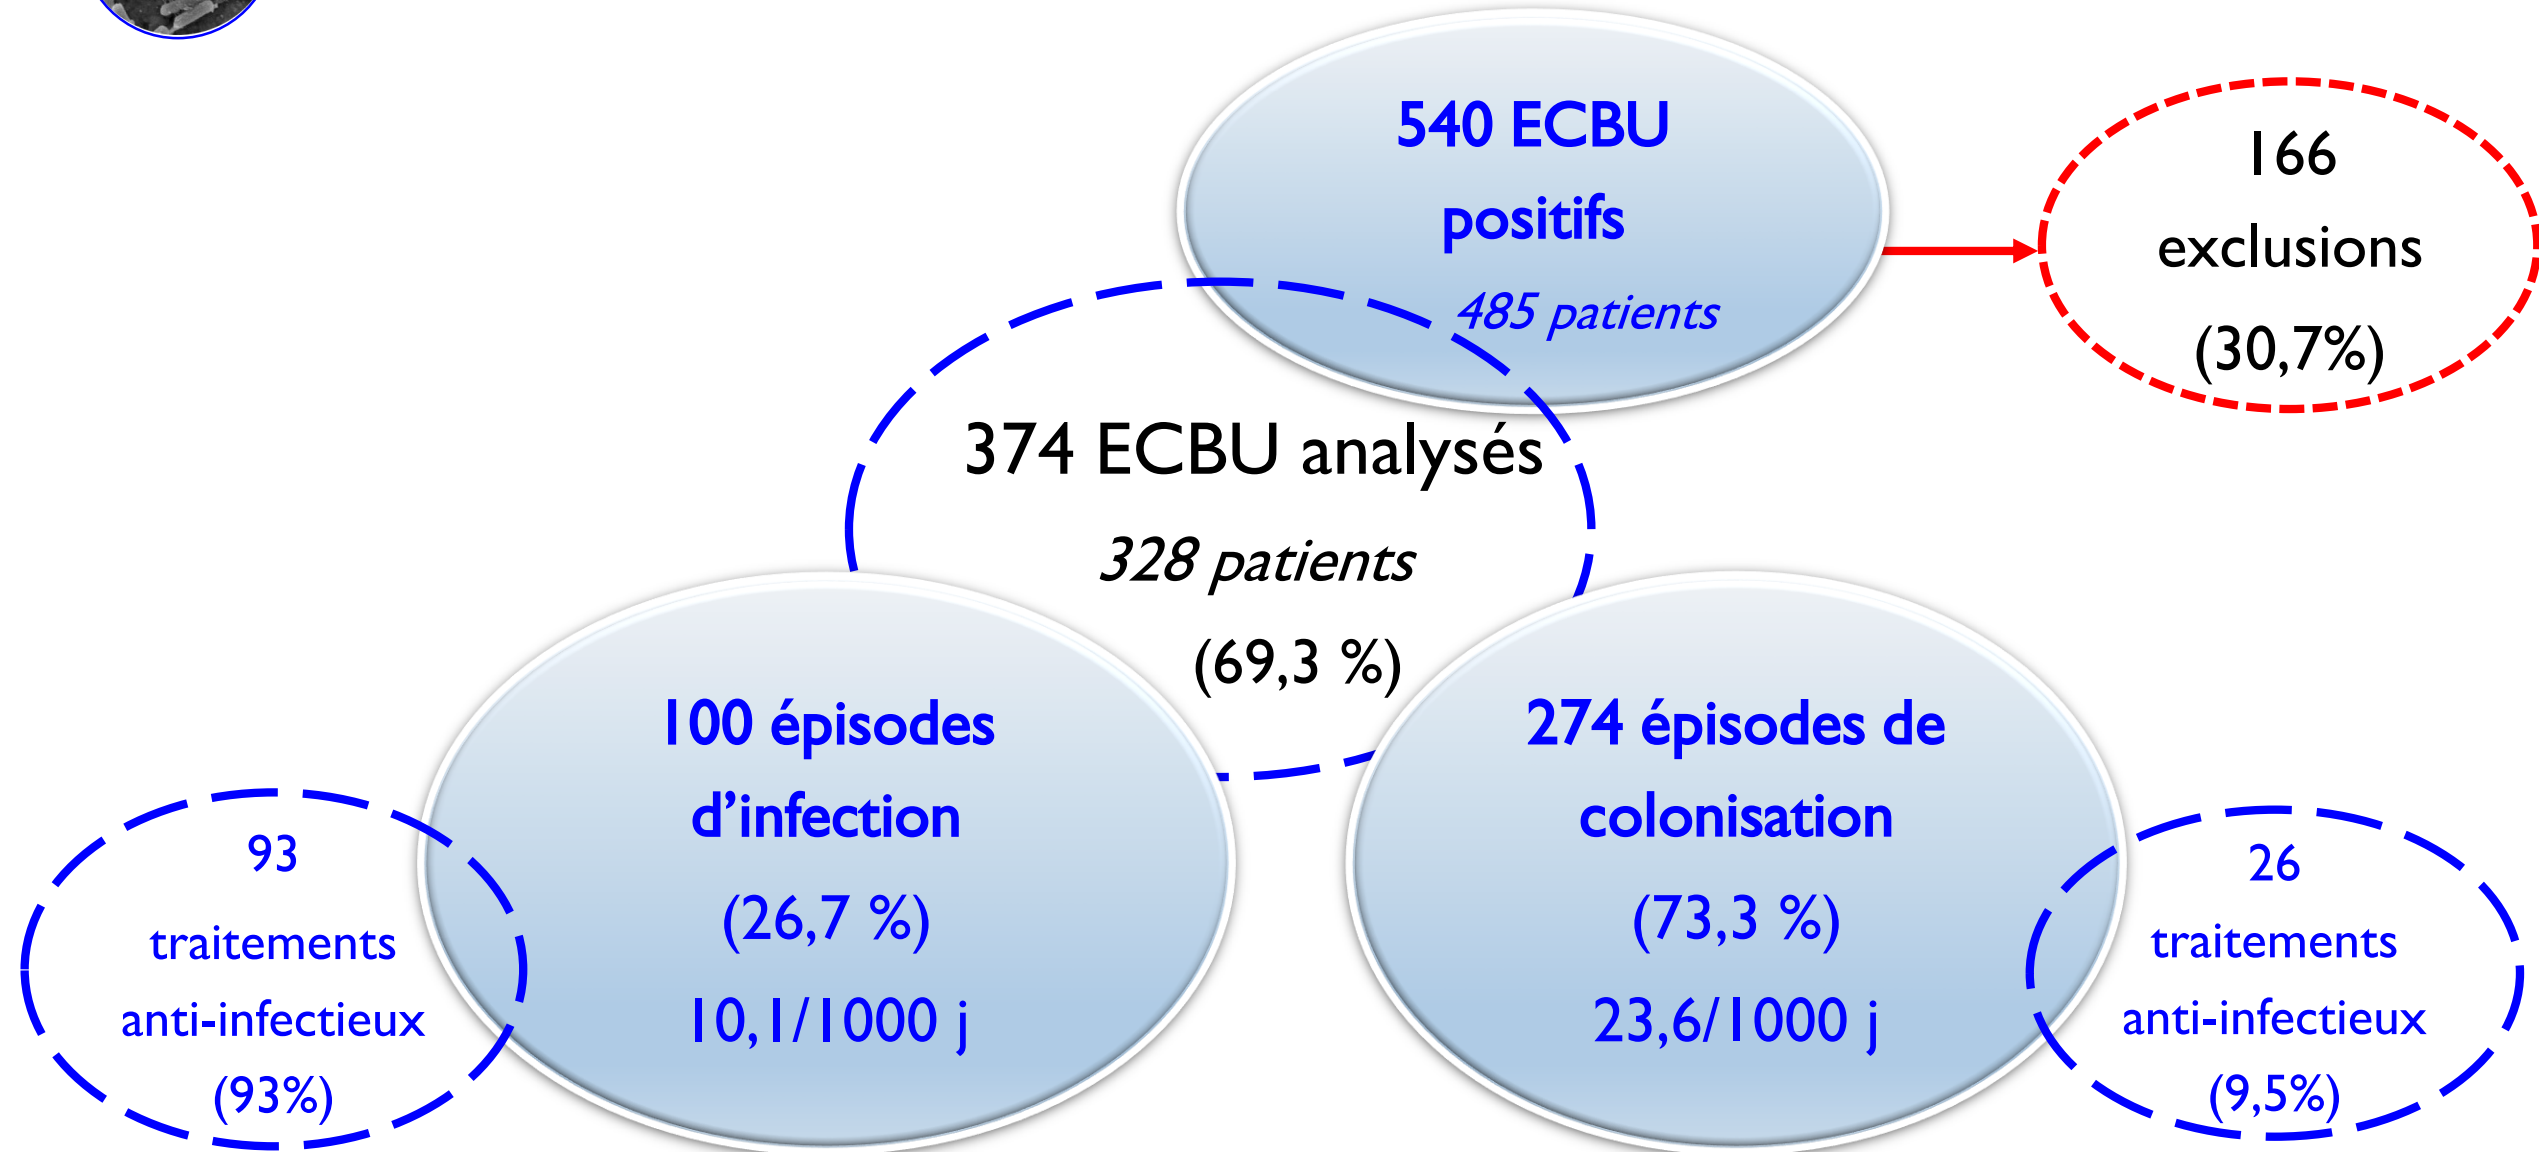 540 ECBU
positifs
485 patients
166
exclusions
(30,7%)
374 ECBU analysés
328 patients
(69,3 %)
100 épisodes
d’infection
(26,7 %)
10,1/1000 j
274 épisodes de
colonisation
(73,3 %)
23,6/1000 j
93
traitements
anti-infectieux
(93%)
26
traitements
anti-infectieux
(9,5%)